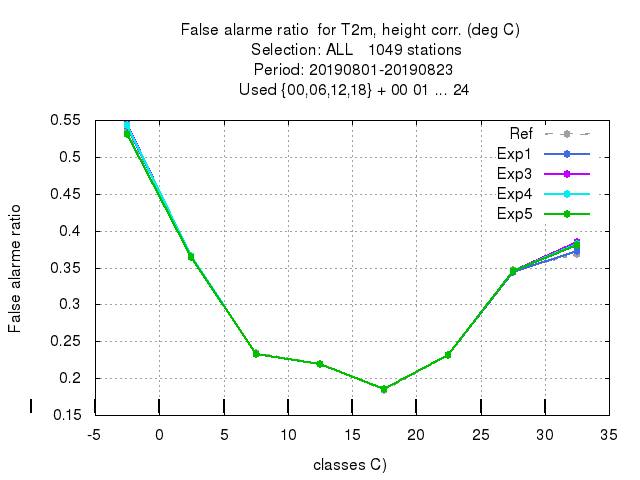 False alarme ratio  for T2m, height corr. (deg C)
Selection: ALL   1049 stations
Period: 20190801-20190823
Used {00,06,12,18} + 00 01 ... 24
Ref
Exp1
Exp3
Exp4
Exp5
0.55
0.5
0.45
0.4
0.35
0.3
0.25
0.2
0.15
False alarme ratio
-5 0 5 10 15 20 25 30 35
classes C)